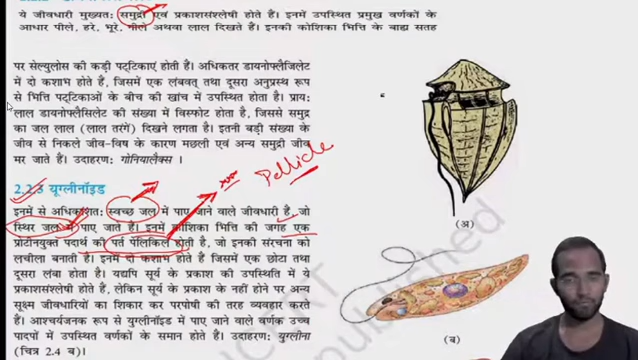 ये जीवधारी मुख्यत: समुद्री एवं प्रकाशसंश्लेषी होते हैं। इनमें उपस्थित प्रमुख वर्णकों के
आधार पीले, हरे, भूरे, नीले अथवा लाल दिखते हैं। इनकी कोशिका भित्ति के बाह्य सतह
पर सेल्युलोस की कड़ी पट्टिकाएं होती हैं। अधिकतर डायनोफ्लैजिलेट
में दो कशाभ होते हैं, जिसमें एक लंबवत् तथा दूसरा अनुप्रस्थ रूप
से भित्ति पट्टिकाओं के बीच की खांच में उपस्थित होता है। प्राय:
लाल डायनोफ्लैसिलेट की संख्या में विस्फोट होता है, जिससे समुद्र
का जल लाल (लाल तरंगें) दिखने लगता है। इतनी बड़ी संख्या के
जीव से निकले जीव-विष के कारण मछली एवं अन्य समुद्री जीव
मर जाते हैं। उदाहरण: गोनियालैक्स ।
Pellicle
2.2.3 युग्लीनॉइड
इनमें से अधिकांशत: स्वच्छ जल में पाए जाने वाले जीवधारी है, जो
स्थिर जल में पाए जाते हैं। इनमें कोशिका भित्ति की जगह एक
प्रोटीनयुक्त पदार्थ की पर्त पेलिकिल होती है, जो इनकी संरचना को
लचीला बनाता है। इनमें दो कशाभ होते हैं जिसमें एक छोटा तथा
दूसरा लंबा होता है। यद्यपि सूर्य के प्रकाश की उपस्थिति में ये
प्रकाशसंश्लेषी होते हैं, लेकिन सूर्य के प्रकाश के नहीं होने पर अन्य
सूक्ष्म जीवधारियों का शिकार कर परपोषी की तरह व्यवहार करते
हैं। आश्चर्यजनक रूप से युग्लीनॉइड में पाए जाने वाले वर्णक उच्च
पादपों में उपस्थित वर्णकों के समान होते हैं। उदाहरण: युग्लीना
(चित्र 2.4 ब)।
(अ)
(ब)